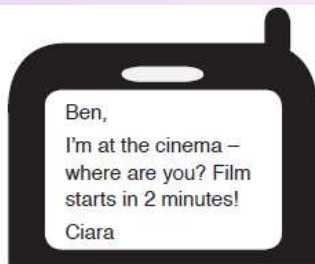 Ben,
I'm at the cinema –
where are you? Film
starts in 2 minutes!
Ciara